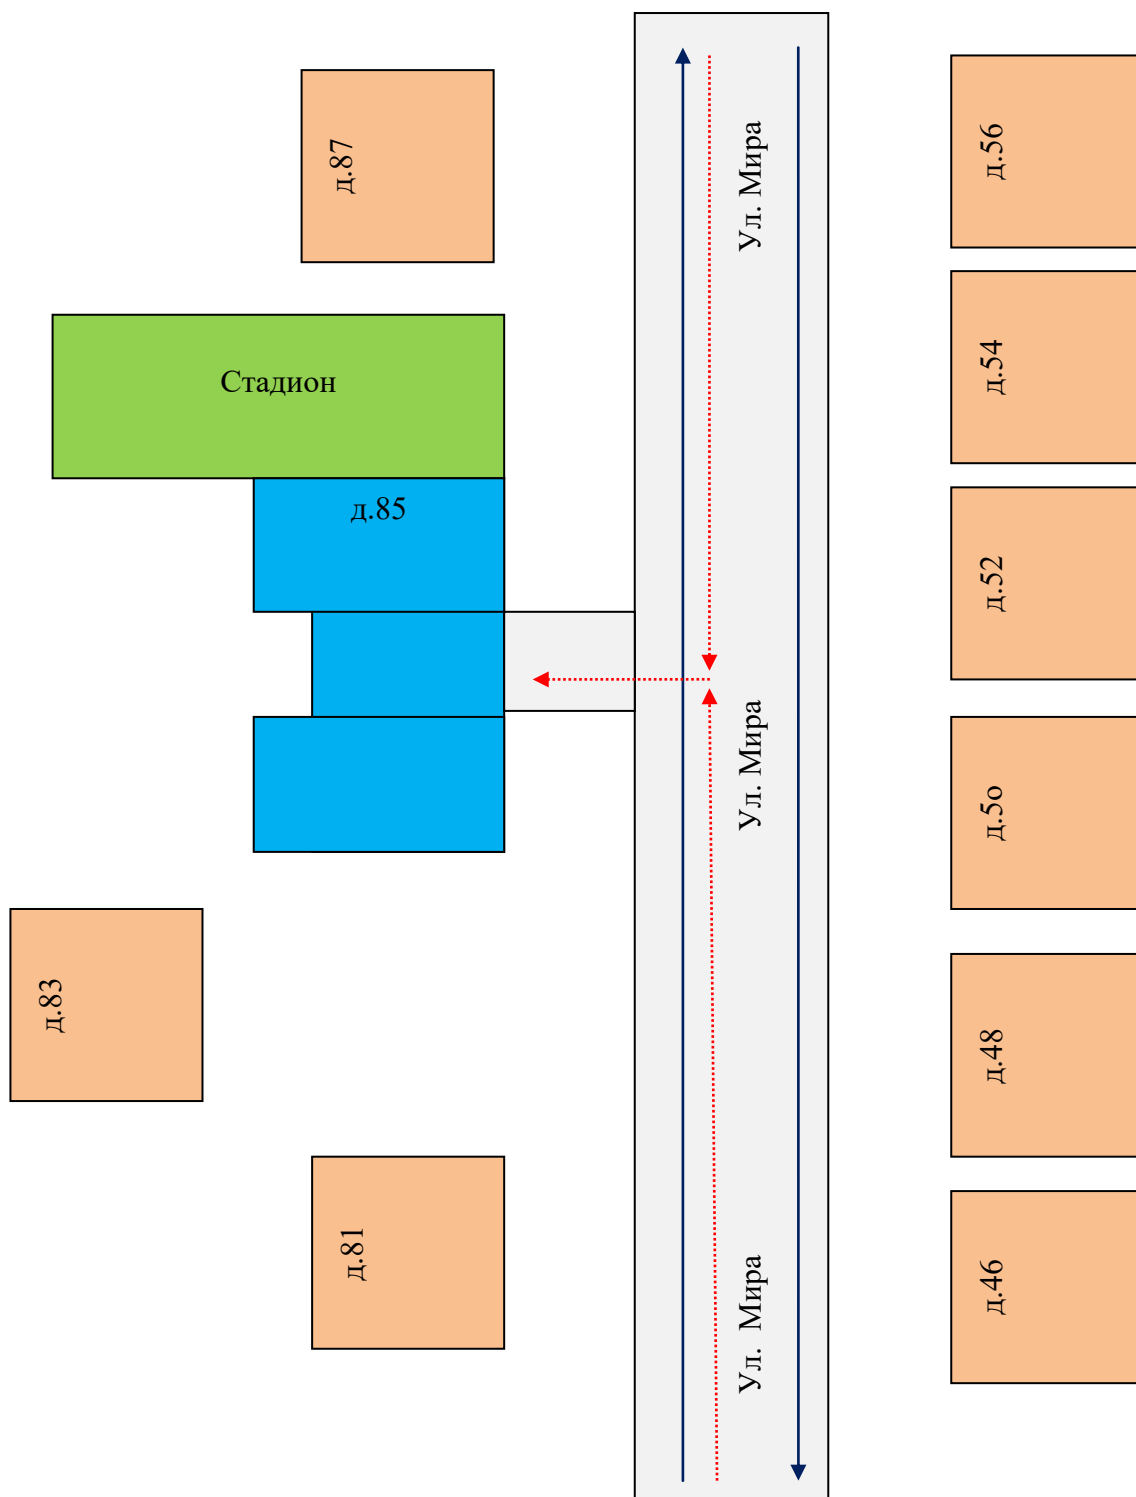 д.87
Ул. Мира
д.56
Стадион
д.54
д.85
д.52
Ул. Мира
д.5о
д.83
д.48
д.81
Ул.  Мира
д.46